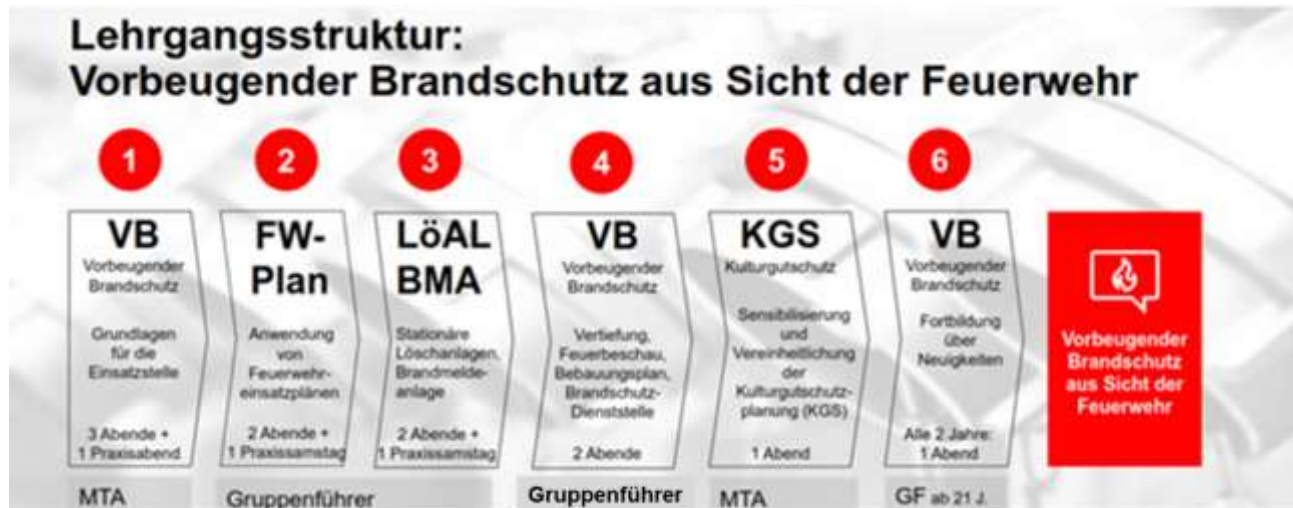 Lehrgangsstruktur:
Vorbeugender Brandschutz aus Sicht der Feuerwehr
1
VB
Vorbeugender
Brandschutz
Grundlagen
für die
Einsatzstelle
3 Abende +
1 Praxisabend
MTA
2
FW-
Plan
Anwendung
von
Feuerwehr-
einsatzplänen
2 Abende +
1 Praxissamstag
3
LöAL
BMA
Stationäre
Löschanlagen,
Brandmelde-
anlage
2 Abende +
1 Praxissamstag
Gruppenführer
4
VB
Vorbeugender
Brandschutz
Vertiefung,
Feuerbeschau,
Bebauungsplan,
Brandschutz-
Dienststelle
2 Abende
Gruppenführer
5
KGS
Kulturgutschutz
Sensibilisierung
und
Vereinheitlichung
der
Kulturgutschutz-
planung (KGS)
1 Abend
MTA
6
VB
Vorbeugender
Brandschutz
Fortbildung
über
Neuigkeiten
Alle 2 Jahre:
1 Abend
GF ab 21 J.
Vorbeugender
Brandschutz
aus Sicht der
Feuerwehr